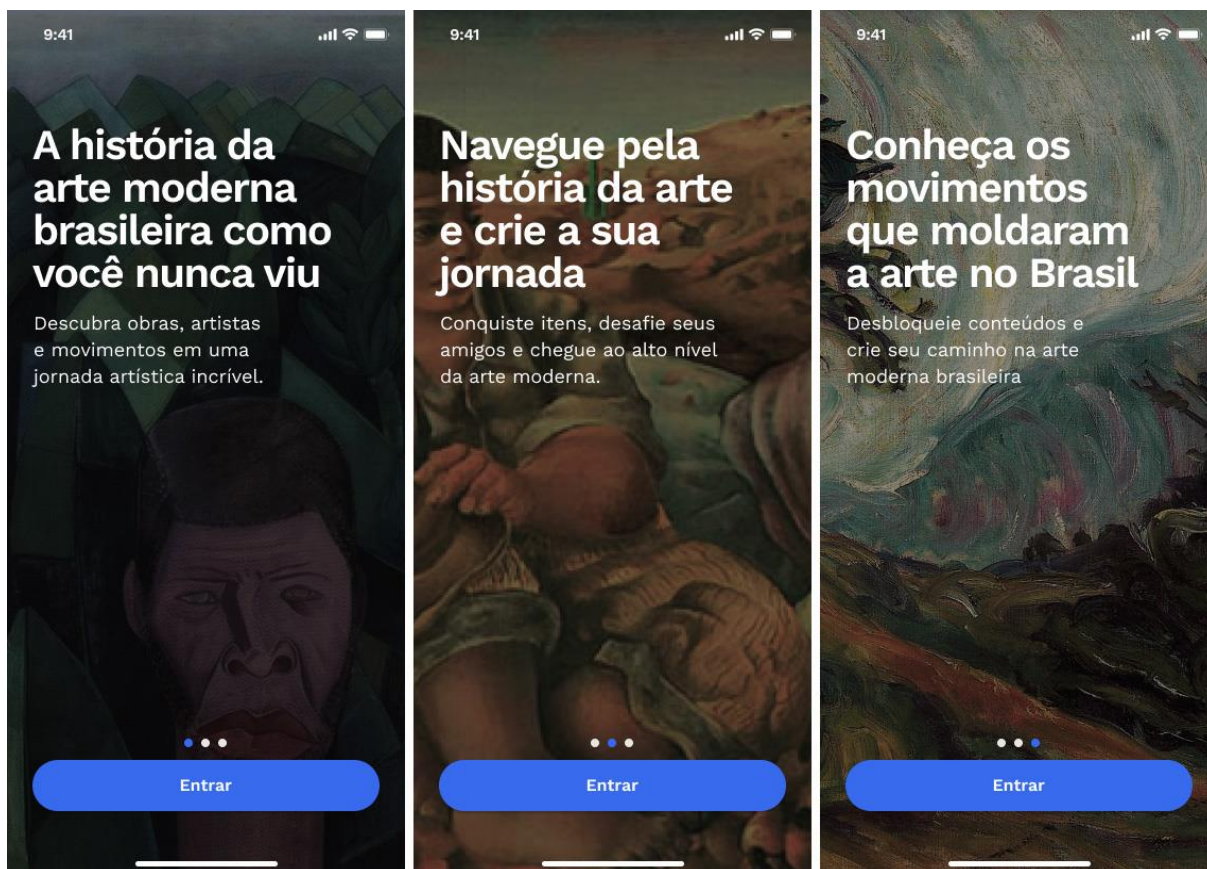 9:41
A história da
arte moderna
brasileira como
você nunca viu
Descubra obras, artistas
e movimentos em uma
jornada artística incrível.
Entrar
9:41
Navegue pela
história da arte
e crie a sua
jornada
Conquiste itens, desafie seus
amigos e chegue ao alto nível
da arte moderna.
Entrar
9:41
Conheça os
movimentos
que moldaram
a arte no Brasil
Desbloqueie conteúdos e
crie seu caminho na arte
moderna brasileira
Entrar